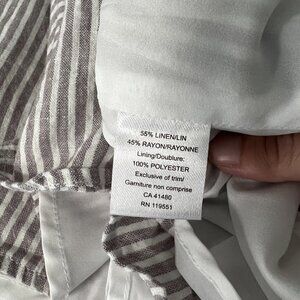 55% LINEN/LIN
45% RAYON/RAYONNE
Lining/Doublure:
100% POLYESTER
Exclusive of trim/
Garniture non comprise
CA 41480
RN 119551